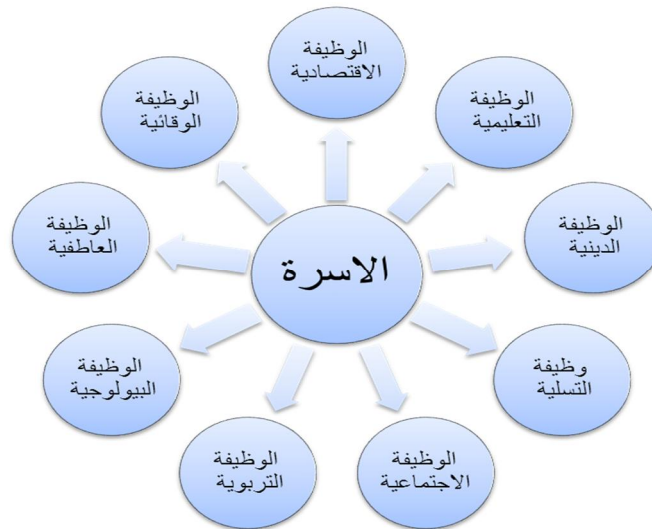 الوظيفة
الاقتصادية
الوظيفة
التعليمية
الوظيفة
الدينية
وظيفة
التسلية
الوظيفة
الاجتماعية
الوظيفة
التربوية
الوظيفة
البيولوجية
الوظيفة
العاطفية
الوظيفة
الوقائية
الاسرة